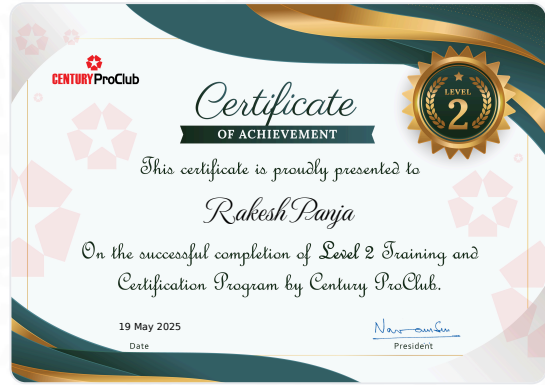 CENTURY ProClub
Certificate
OF ACHIEVEMENT
LEVEL
2
This certificate is proudly presented to
Rakesh Panja
On the successful completion of Level 2 Training and
Certification Program by Century ProClub.
19 May 2025
Date
President